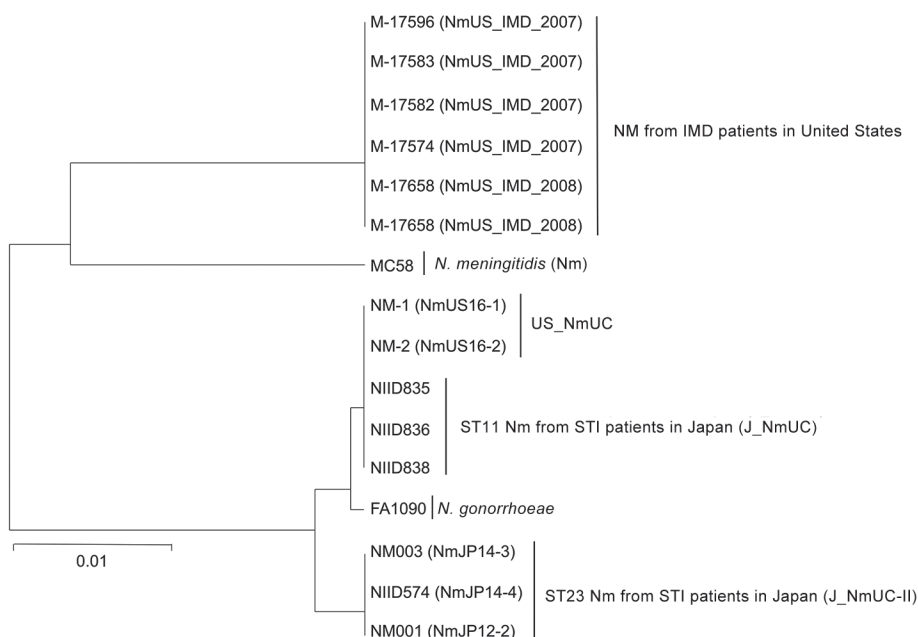 M-17596 (NmUS_IMD_2007)
M-17583 (NmUS_IMD_2007)
M-17582 (NmUS_IMD_2007)
NM from IMD patients in United States
M-17574 (NmUS_IMD_2007)
M-17658 (NmUS_IMD_2008)
M-17658 (NmUS_IMD_2008)
MC58 N. meningitidis (Nm)
NM-1 (NmUS16-1)
US_NmUC
NM-2 (NmUS16-2)
NIID835
NIID836
ST11 Nm from STI patients in Japan (J_NmUC)
NIID838
FA1090 N. gonorrhoeae
NM003 (NmJP14-3)
0.01
NIID574 (NmJP14-4)
ST23 Nm from STI patients in Japan (J_NmUC-II)
NM001 (NmJP12-2)